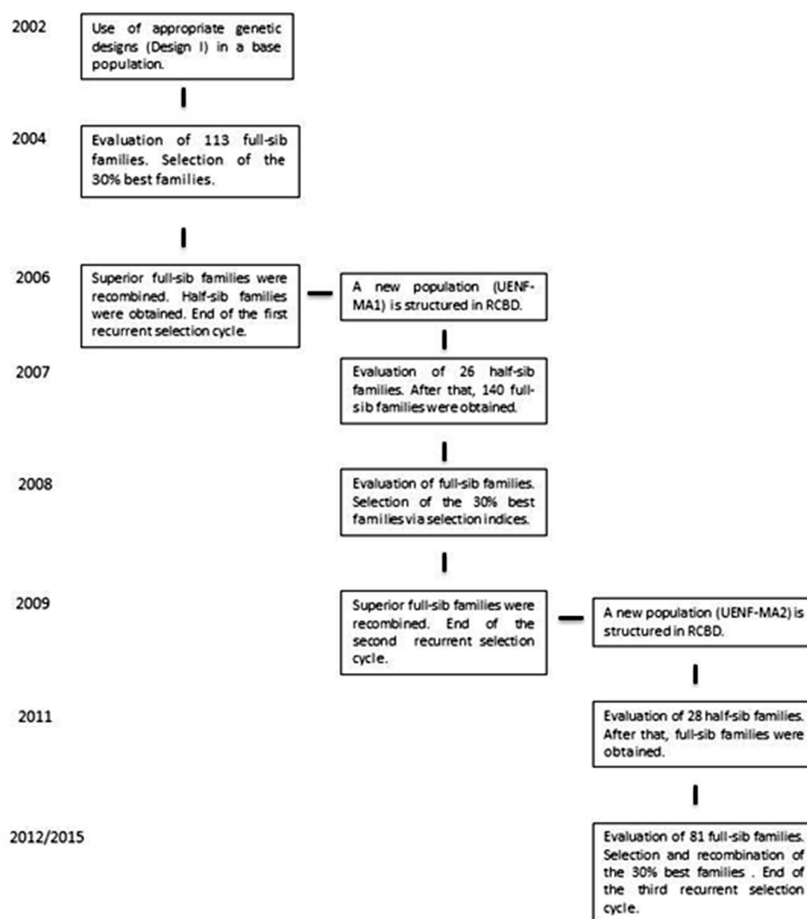 2002
Use of appropriate genetic
designs (Design I) in a base
population.
2004
Evaluation of 113 full-sib
families. Selection of the
30% best families.
2006
Superior full-sib families were
recombined. Half-sib families
were obtained. End of the first
recurrent selection cycle.
A new population (UENF-
MA1) is structured in RCBD.
2007
Evaluation of 26 half-sib
families. After that, 140 full-
sib families were obtained.
2008
Evaluation of full-sib families.
Selection of the 30% best
families via selection indices.
2009
Superior full-sib families were
recombined. End of the
second recurrent selection
cycle.
A new population (UENF-MA2) is
structured in RCBD.
2011
Evaluation of 28 half-sib families.
After that, full-sib families were
obtained.
2012/2015
Evaluation of 81 full-sib families.
Selection and recombination of
the 30% best families . End of
the third recurrent selection
cycle.